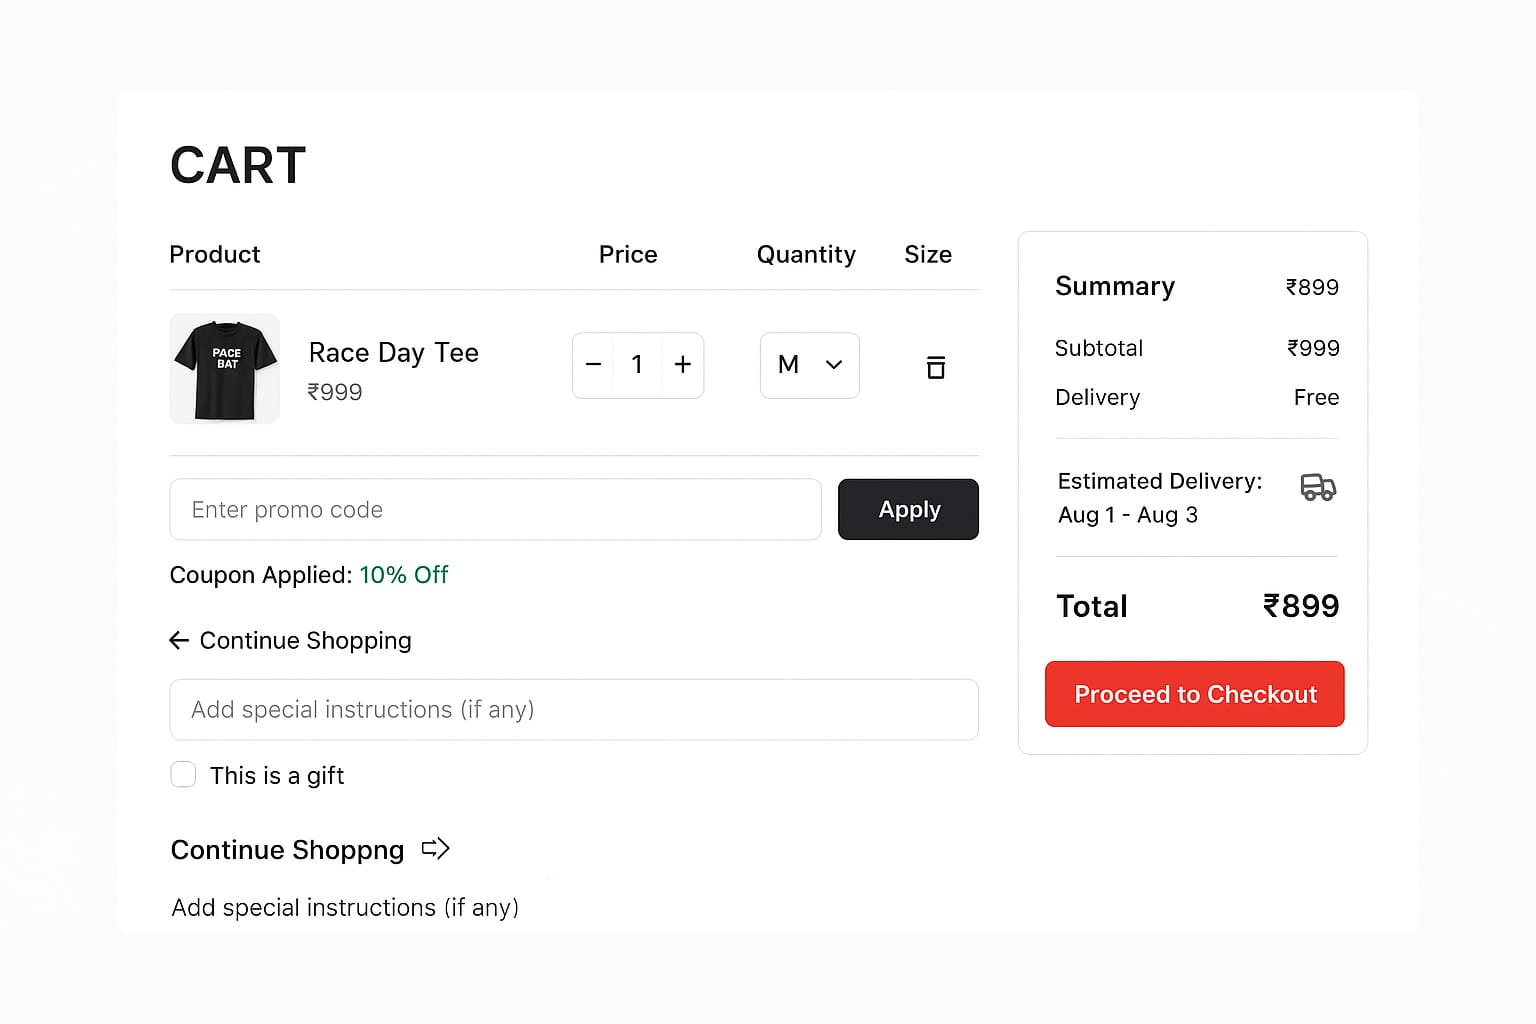 CART
Product Price Quantity Size
PACE
BAT
Race Day Tee
₹999
− 1 + M
Enter promo code Apply
Coupon Applied: 10% Off
← Continue Shopping
Add special instructions (if any)
This is a gift
Continue Shoppng
Add special instructions (if any)
Summary ₹899
Subtotal ₹999
Delivery Free
Estimated Delivery:
Aug 1 - Aug 3
Total ₹899
Proceed to Checkout